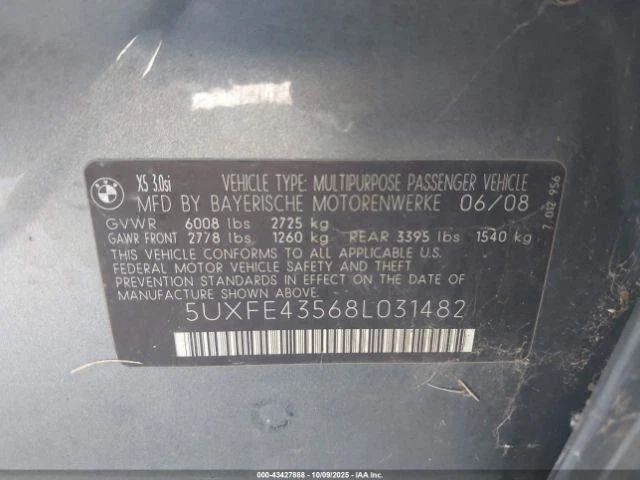 BMW
X5 3.0si
VEHICLE TYPE: MULTIPURPOSE PASSENGER VEHICLE
MFD BY BAYERISCHE MOTORENWERKE 06/08
GVWR 6008 lbs 2725 kg
GAWR FRONT 2778 lbs 1260 kg REAR 3395 lbs 1540 kg
THIS VEHICLE CONFORMS TO ALL APPLICABLE U.S.
FEDERAL MOTOR VEHICLE SAFETY AND THEFT
PREVENTION STANDARDS IN EFFECT ON THE DATE OF
MANUFACTURE SHOWN ABOVE.
5UXFE43568L031482
7 012 956
000-43427888 - 10/09/2025 - © IAA, Inc.